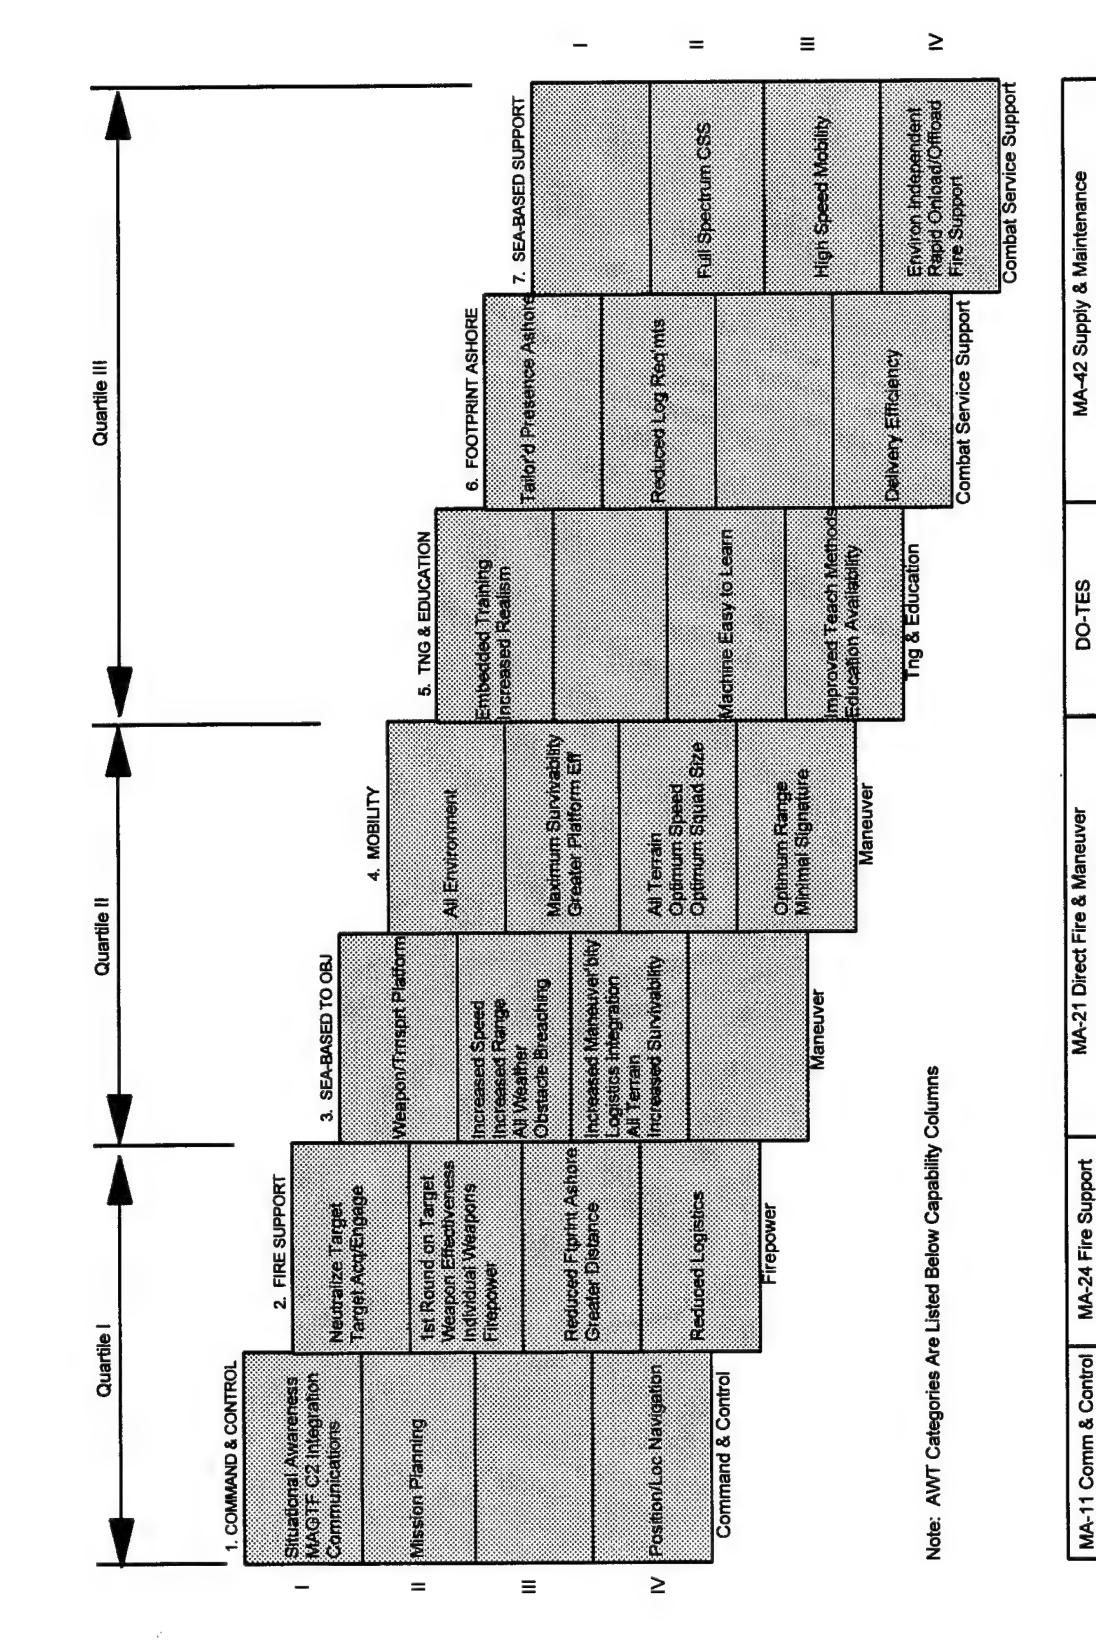 Quartile I
Quartile II
Quartile III
1. COMMAND & CONTROL
Situational Awareness
MAGTF C2 Integration
Communications
Mission Planning
Position/Loc Navigation
Command & Control
2. FIRE SUPPORT
Neutralize Target
Target Acq/Engage
1st Round on Target
Weapon Effectiveness
Individual Weapons
Firepower
Reduced Ftprint Ashore
Greater Distance
Reduced Logistics
Firepower
3. SEA-BASED TO OBJ
Weapon/Trnsprt Platform
Increased Speed
Increased Range
All Weather
Obstacle Breaching
Increased Maneuver'bity
Logistics Integration
All Terrain
Increased Survivability
Maneuver
4. MOBILITY
All Environment
Maximum Survivability
Greater Platform Eff
All Terrain
Optimum Speed
Optimum Squad Size
Optimum Range
Minimal Signature
Maneuver
5. TNG & EDUCATION
Embedded Training
Increased Realism
Machine Easy to Learn
Improved Teach Methods
Education Availability
Tng & Education
6. FOOTPRINT ASHORE
Tailor'd Presence Ashore
Reduced Log Req'mts
Delivery Efficiency
Combat Service Support
7. SEA-BASED SUPPORT
Full Spectrum CSS
High Speed Mobility
Environ Independent
Rapid Onload/Offload
Fire Support
Combat Service Support
I
II
III
IV
I
II
III
IV
Note: AWT Categories Are Listed Below Capability Columns
MA-11 Comm & Control
MA-24 Fire Support
MA-21 Direct Fire & Maneuver
DO-TES
MA-42 Supply & Maintenance